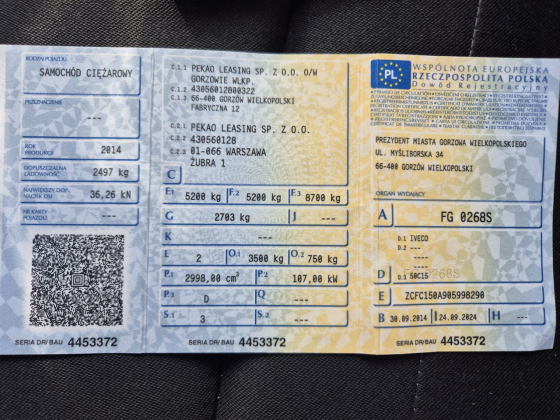 RODZAJ POJAZDU
SAMOCHÓD CIĘŻAROWY
PRZEZNACZENIE
---
ROK PRODUKCJI
2014
DOPUSZCZALNA ŁADOWNOŚĆ
2497 kg
NAJWIĘKSZY DOP. NACISK OSI
36,26 kN
NR KARTY POJAZDU
---
SERIA DR/BAU 4453372
C.1.1 PEKAO LEASING SP. Z O.O. O/W
GORZOWIE WLKP.
C.1.2 43056012800322
C.1.3 66-400 GORZÓW WIELKOPOLSKI
FABRYCZNA 12
C.2.1 PEKAO LEASING SP. Z O.O.
C.2.2 430560128
C.2.3 01-066 WARSZAWA
ŻUBRA 1
C
F.1 5200 kg F.2 5200 kg F.3 8700 kg
G 2703 kg J ---
K ---
L 2 O.1 3500 kg O.2 750 kg
P.1 2998,00 cm³ P.2 107,00 kW
P.3 D Q ---
S.1 3 S.2 ---
SERIA DR/BAU 4453372
PL
WSPÓLNOTA EUROPEJSKA
RZECZPOSPOLITA POLSKA
Dowód Rejestracyjny
PREZYDENT MIASTA GORZOWA WIELKOPOLSKIEGO
UL. MYŚLIBORSKA 34
66-400 GORZÓW WIELKOPOLSKI
ORGAN WYDAJĄCY
A FG 0268S
D.1 IVECO
D.2 ---
----
D D.3 50C15
E ZCFC150A905998290
B 30.09.2014 I 24.09.2024 H ---
SERIA DR/BAU 4453372